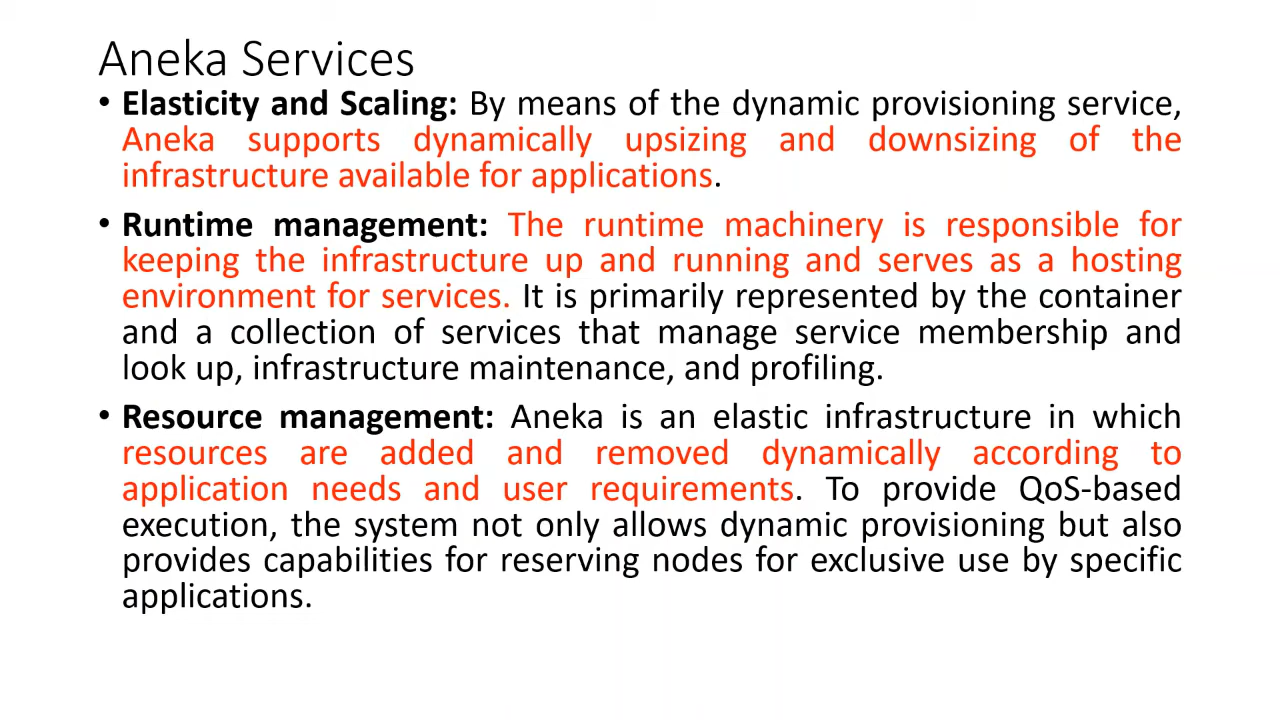 Aneka Services
• Elasticity and Scaling: By means of the dynamic provisioning service,
Aneka supports dynamically upsizing and downsizing of the
infrastructure available for applications.
• Runtime management: The runtime machinery is responsible for
keeping the infrastructure up and running and serves as a hosting
environment for services. It is primarily represented by the container
and a collection of services that manage service membership and
look up, infrastructure maintenance, and profiling.
• Resource management: Aneka is an elastic infrastructure in which
resources are added and removed dynamically according to
application needs and user requirements. To provide QoS-based
execution, the system not only allows dynamic provisioning but also
provides capabilities for reserving nodes for exclusive use by specific
applications.